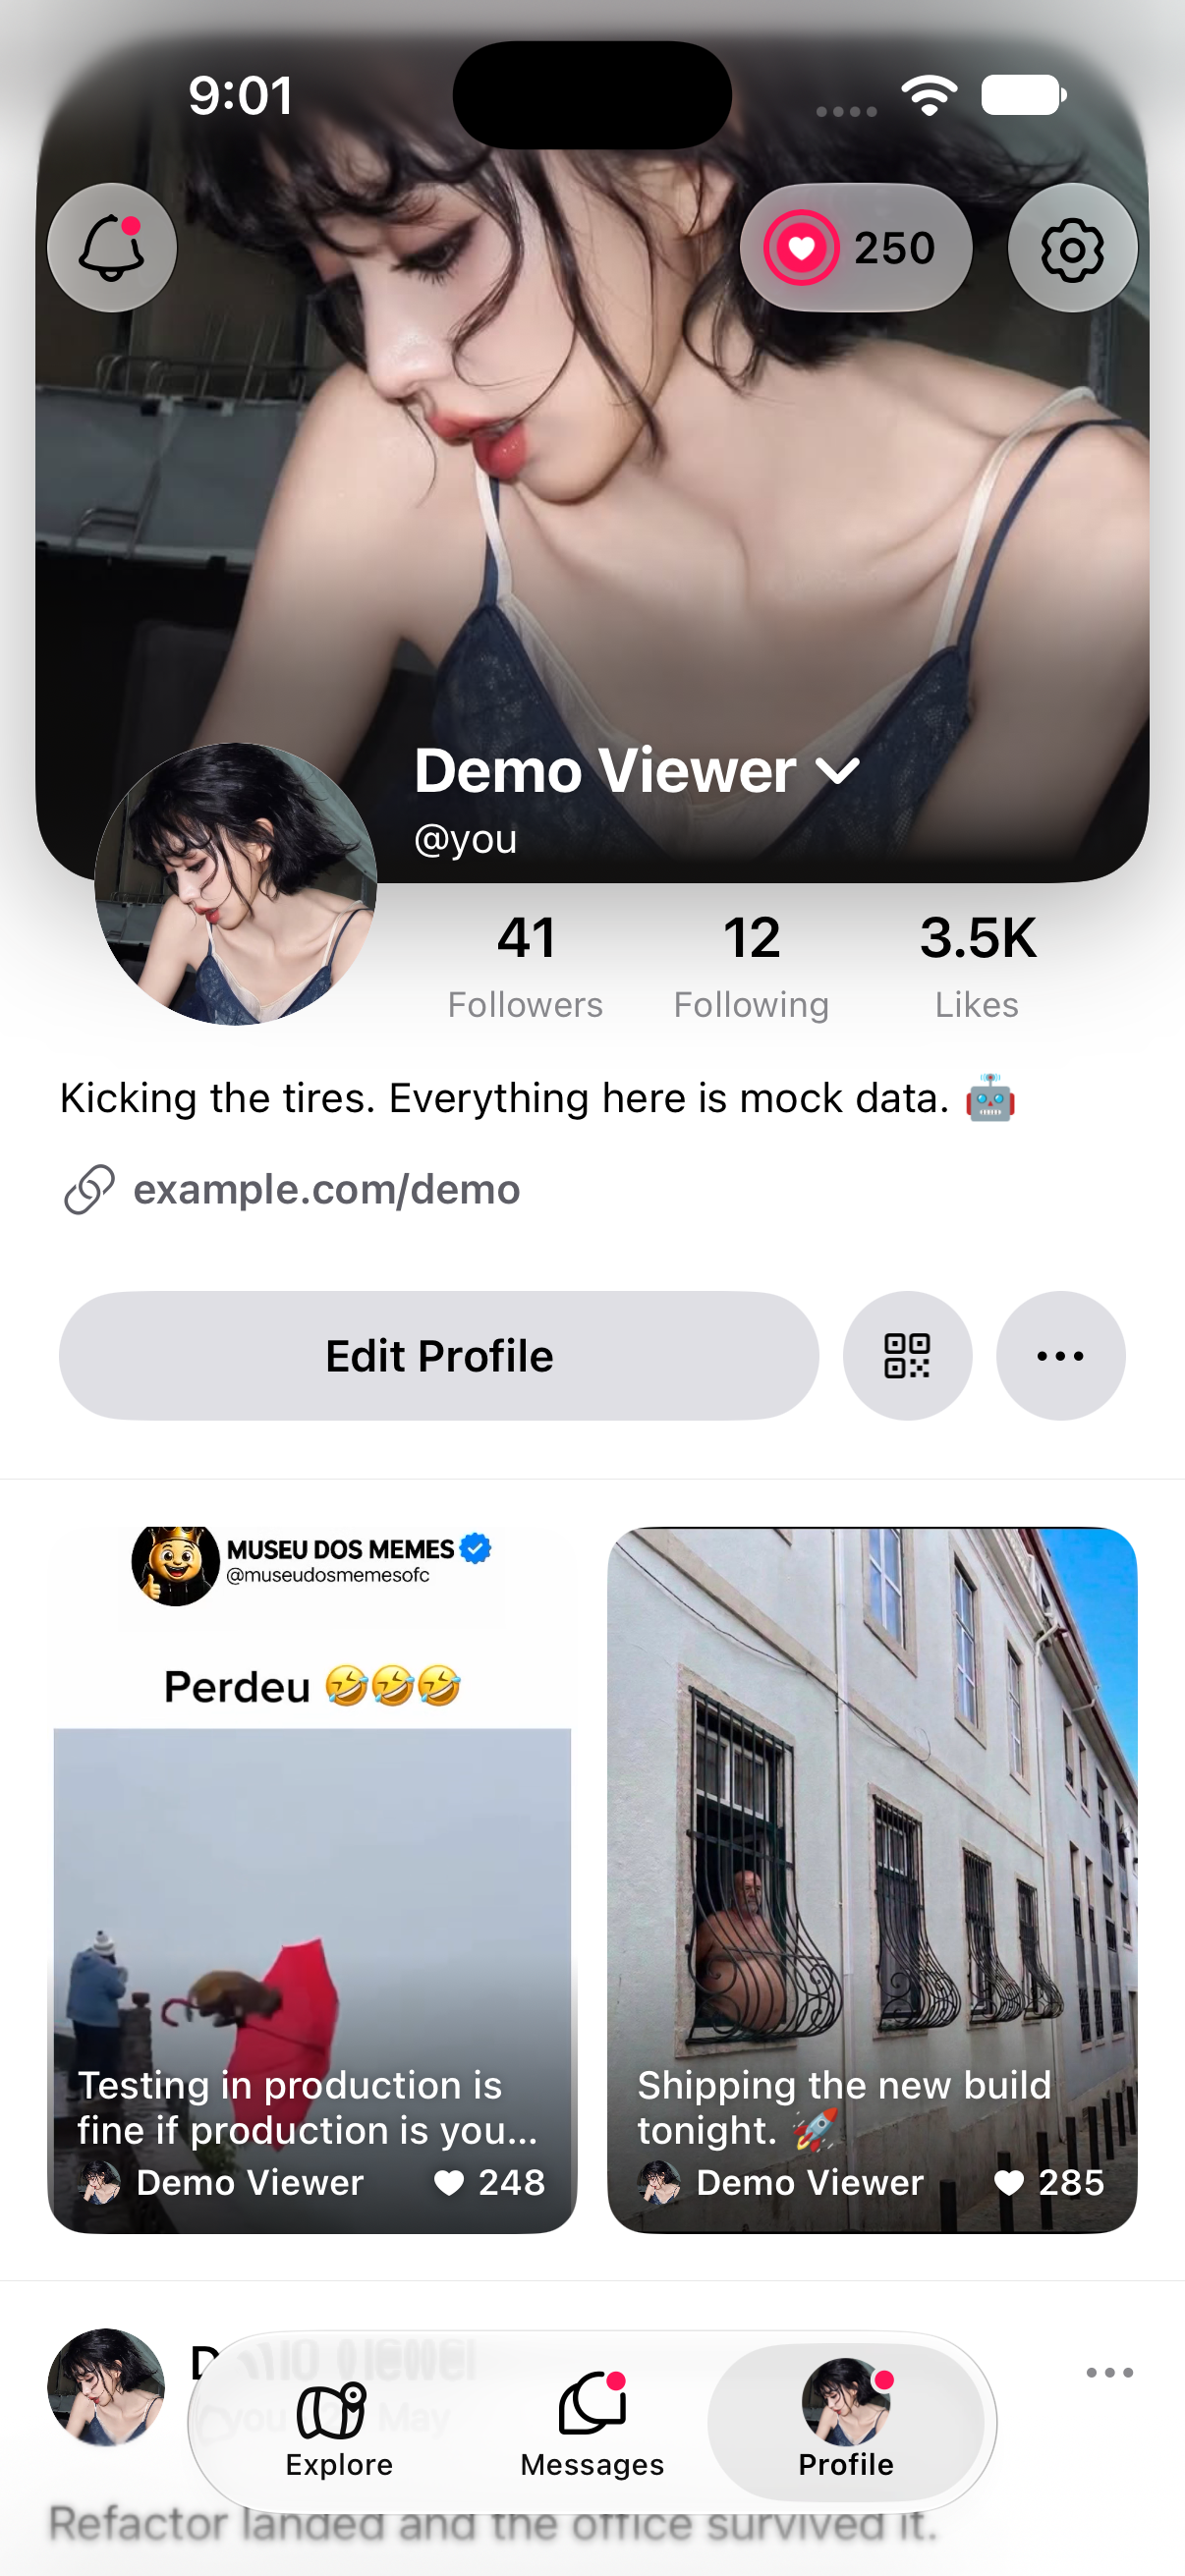 9:01
250
Demo Viewer
@you
41
12
3.5K
Followers
Following
Likes
Kicking the tires. Everything here is mock data. 🤖
example.com/demo
Edit Profile
MUSEU DOS MEMES
@museudosmemesofc
Perdeu 🤣🤣🤣
Testing in production is
fine if production is you...
Demo Viewer
248
Shipping the new build
tonight. 🚀
Demo Viewer
285
Explore
Messages
Profile
Refactor landed and the office survived it.